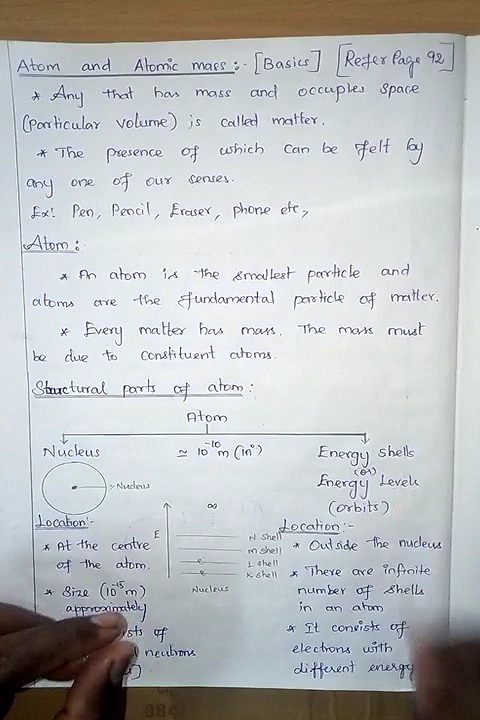 Atom and Atomic mass :- [Basics] [Refer Page 92]
* Any that has mass and occupies space
(particular volume) is called matter.
* The presence of which can be felt by
any one of our senses.
Ex: Pen, Pencil, Eraser, phone etc,
Atom :-
* An atom is the smallest particle and
atoms are the fundamental particle of matter.
* Every matter has mass. The mass must
be due to constituent atoms.
Structural parts of atom :
Atom
Nucleus
≃ 10⁻¹⁰ m (1A°)
Energy shells
(or)
Energy Levels
(orbits)
Nucleus
Location :-
* At the centre
of the atom.
* Size (10⁻¹⁵m)
approximately
sts of
neutrons
E
∞
N shell
M shell
L shell
K shell
e⁻
e⁻
Nucleus
Location :-
* Outside the nucleus
* There are infinite
number of shells
in an atom
* It consists of
electrons with
different energy